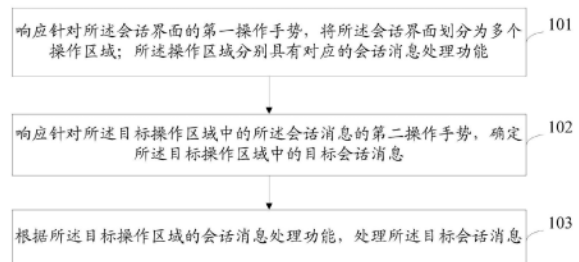 响应针对所述会话界面的第一操作手势，将所述会话界面划分为多个
操作区域；所述操作区域分别具有对应的会话消息处理功能
101
响应针对所述目标操作区域中的所述会话消息的第二操作手势，确定
所述目标操作区域中的目标会话消息
102
根据所述目标操作区域的会话消息处理功能，处理所述目标会话消息
103